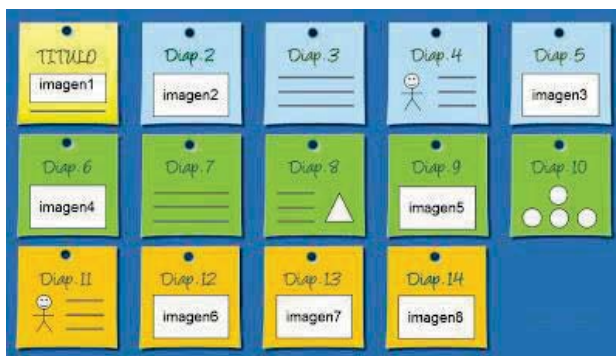 TITULO
imagen1
Diap.2
imagen2
Diap.3
Diap.4
Diap.5
imagen3
Diap.6
imagen4
Diap.7
Diap.8
Diap.9
imagen5
Diap.10
Diap.11
Diap.12
imagen6
Diap.13
imagen7
Diap.14
imagen8